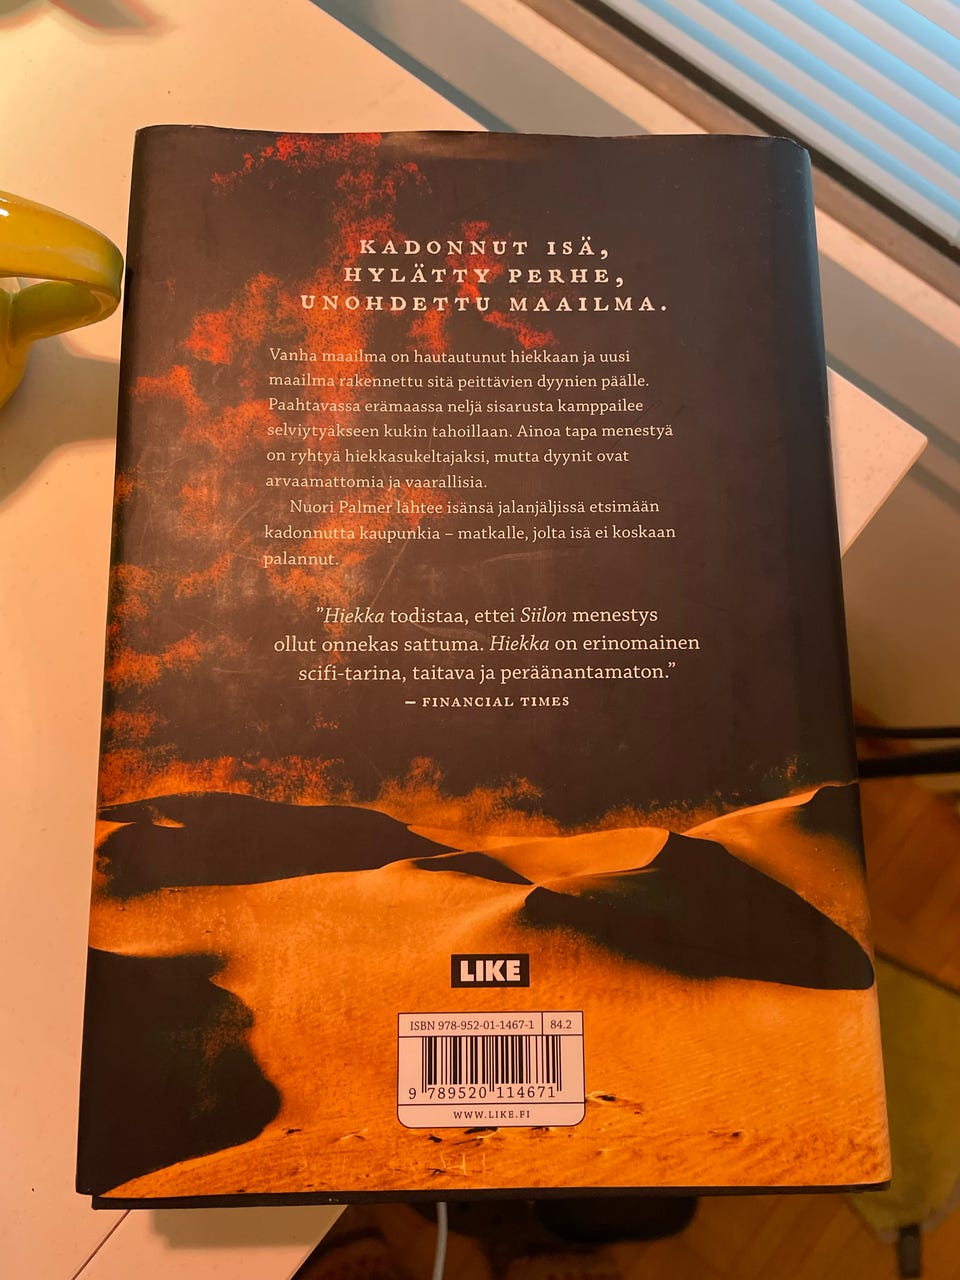 KADONNUT ISÄ,
HYLÄTTY PERHE,
UNOHDETTU MAAILMA.
Vanha maailma on hautautunut hiekkaan ja uusi
maailma rakennettu sitä peittävien dyynien päälle.
Paahtavassa erämaassa neljä sisarusta kamppailee
selviytyäkseen kukin tahoillaan. Ainoa tapa menestyä
on ryhtyä hiekkasukeltajaksi, mutta dyynit ovat
arvaamattomia ja vaarallisia.
Nuori Palmer lähtee isänsä jalanjäljissä etsimään
kadonnutta kaupunkia – matkalle, jolta isä ei koskaan
palannut.
”Hiekka todistaa, ettei Siilon menestys
ollut onnekas sattuma. Hiekka on erinomainen
scifi-tarina, taitava ja peräänantamaton.”
– FINANCIAL TIMES
LIKE
ISBN 978-952-01-1467-1 84.2
9 789520 114671
WWW.LIKE.FI